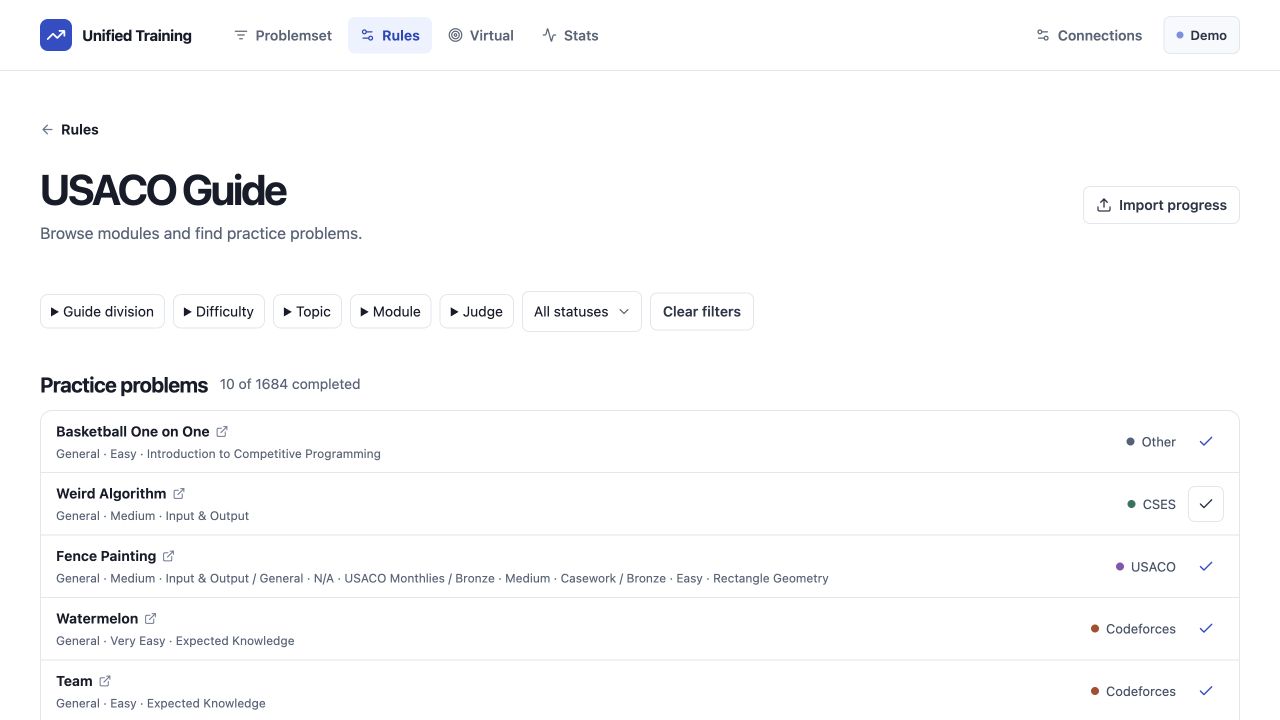 Unified Training
Problemset
Rules
Virtual
Stats
Connections
Demo
Rules
USACO Guide
Browse modules and find practice problems.
Import progress
Guide division
Difficulty
Topic
Module
Judge
All statuses
Clear filters
Practice problems
10 of 1684 completed
Basketball One on One
General · Easy · Introduction to Competitive Programming
Other
Weird Algorithm
General · Medium · Input & Output
CSES
Fence Painting
General · Medium · Input & Output / General · N/A · USACO Monthlies / Bronze · Medium · Casework / Bronze · Easy · Rectangle Geometry
USACO
Watermelon
General · Very Easy · Expected Knowledge
Codeforces
Team
General · Easy · Expected Knowledge
Codeforces